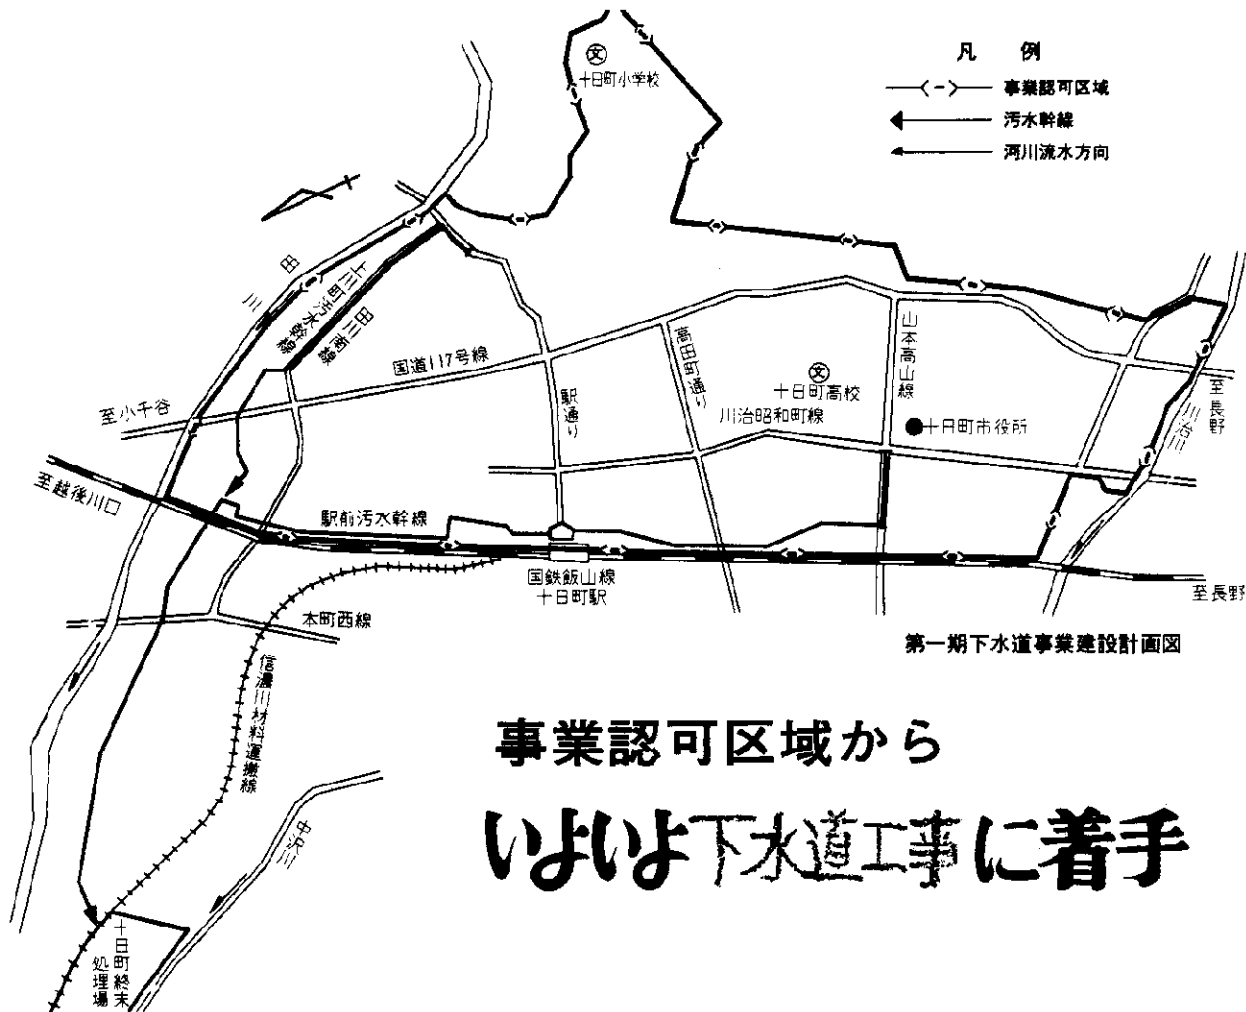 凡 例
事業認可区域
汚水幹線
河川流水方向
十日町小学校
田川
上川町汚水幹線
田川南線
国道117号線
至小千谷
至越後川口
駅前汚水幹線
駅通り
高田町通り
山本高山線
十日町高校
川治昭和町線
十日町市役所
至長野
川治川
国鉄飯山線
十日町駅
至長野
本町西線
信濃川材料運搬線
第一期下水道事業建設計画図
事業認可区域から
いよいよ下水道工事に着手
中沢川
十日町終末
処理場